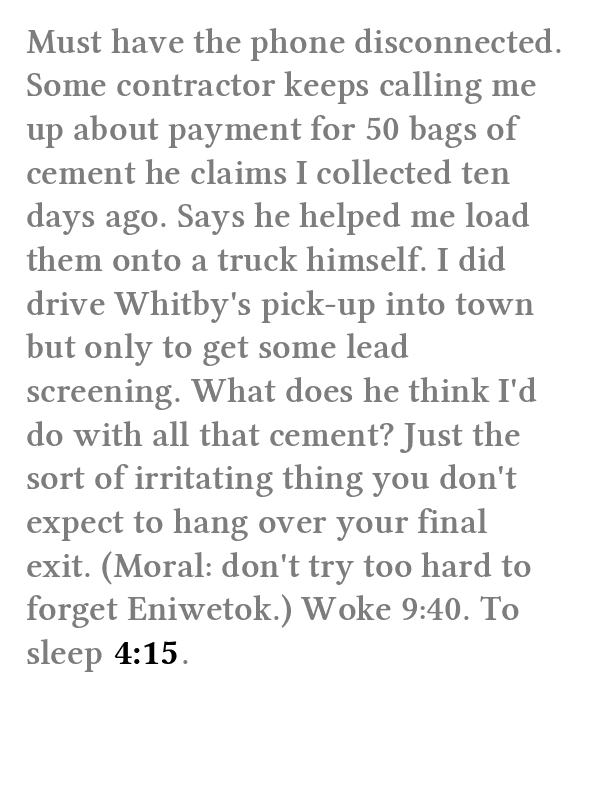 Must have the phone disconnected.
Some contractor keeps calling me
up about payment for 50 bags of
cement he claims I collected ten
days ago. Says he helped me load
them onto a truck himself. I did
drive Whitby's pick-up into town
but only to get some lead
screening. What does he think I'd
do with all that cement? Just the
sort of irritating thing you don't
expect to hang over your final
exit. (Moral: don't try too hard to
forget Eniwetok.) Woke 9:40. To
sleep 4:15.